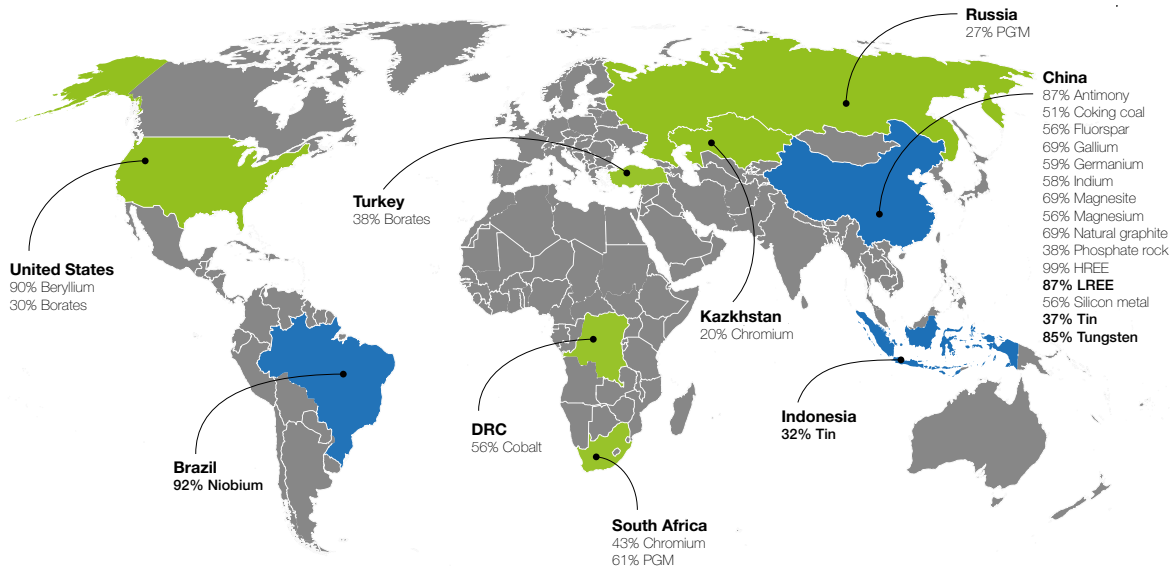 Russia
27% PGM
China
87% Antimony
51% Coking coal
56% Fluorspar
69% Gallium
59% Germanium
58% Indium
69% Magnesite
56% Magnesium
69% Natural graphite
38% Phosphate rock
99% HREE
87% LREE
56% Silicon metal
37% Tin
85% Tungsten
Turkey
38% Borates
United States
90% Beryllium
30% Borates
Kazkhstan
20% Chromium
Indonesia
32% Tin
DRC
56% Cobalt
Brazil
92% Niobium
South Africa
43% Chromium
61% PGM